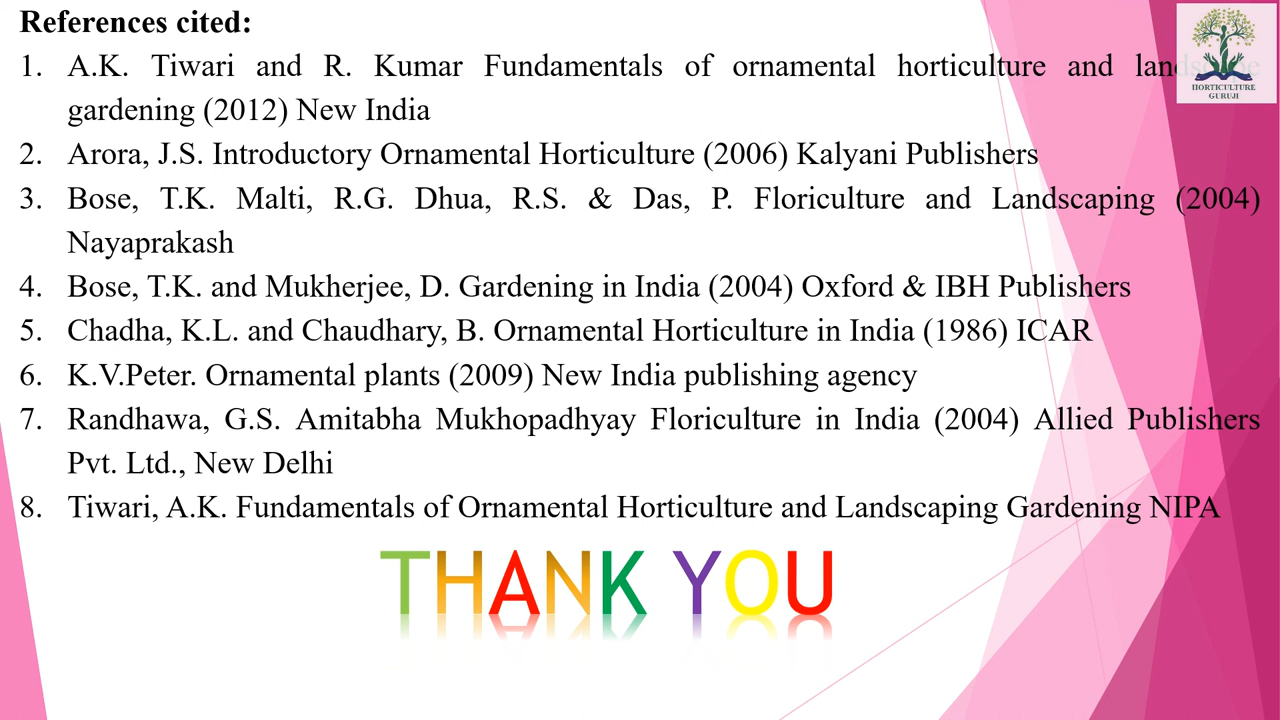 References cited:
1. A.K. Tiwari and R. Kumar Fundamentals of ornamental horticulture and landscape
gardening (2012) New India
2. Arora, J.S. Introductory Ornamental Horticulture (2006) Kalyani Publishers
3. Bose, T.K. Malti, R.G. Dhua, R.S. & Das, P. Floriculture and Landscaping (2004)
Nayaprakash
4. Bose, T.K. and Mukherjee, D. Gardening in India (2004) Oxford & IBH Publishers
5. Chadha, K.L. and Chaudhary, B. Ornamental Horticulture in India (1986) ICAR
6. K.V.Peter. Ornamental plants (2009) New India publishing agency
7. Randhawa, G.S. Amitabha Mukhopadhyay Floriculture in India (2004) Allied Publishers
Pvt. Ltd., New Delhi
8. Tiwari, A.K. Fundamentals of Ornamental Horticulture and Landscaping Gardening NIPA
THANK YOU
HORTICULTURE
GURUJI